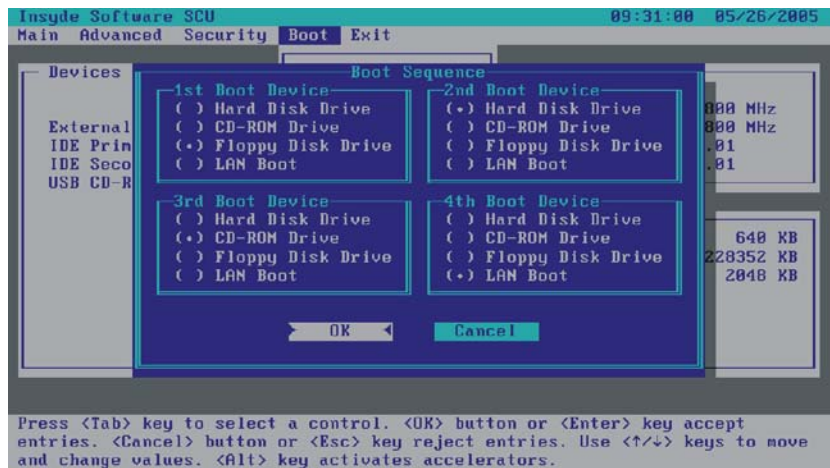 Insyde Software SCU 09:31:00 05/26/2005
Main Advanced Security Boot Exit
Devices
External
IDE Prim
IDE Seco
USB CD-R
Boot Sequence
1st Boot Device
( ) Hard Disk Drive
( ) CD-ROM Drive
(•) Floppy Disk Drive
( ) LAN Boot
2nd Boot Device
(•) Hard Disk Drive
( ) CD-ROM Drive
( ) Floppy Disk Drive
( ) LAN Boot
3rd Boot Device
( ) Hard Disk Drive
(•) CD-ROM Drive
( ) Floppy Disk Drive
( ) LAN Boot
4th Boot Device
( ) Hard Disk Drive
( ) CD-ROM Drive
( ) Floppy Disk Drive
(•) LAN Boot
OK Cancel
800 MHz
800 MHz
.01
.01
640 KB
228352 KB
2048 KB
Press <Tab> key to select a control. <OK> button or <Enter> key accept
entries. <Cancel> button or <Esc> key reject entries. Use <↑/↓> keys to move
and change values. <Alt> key activates accelerators.